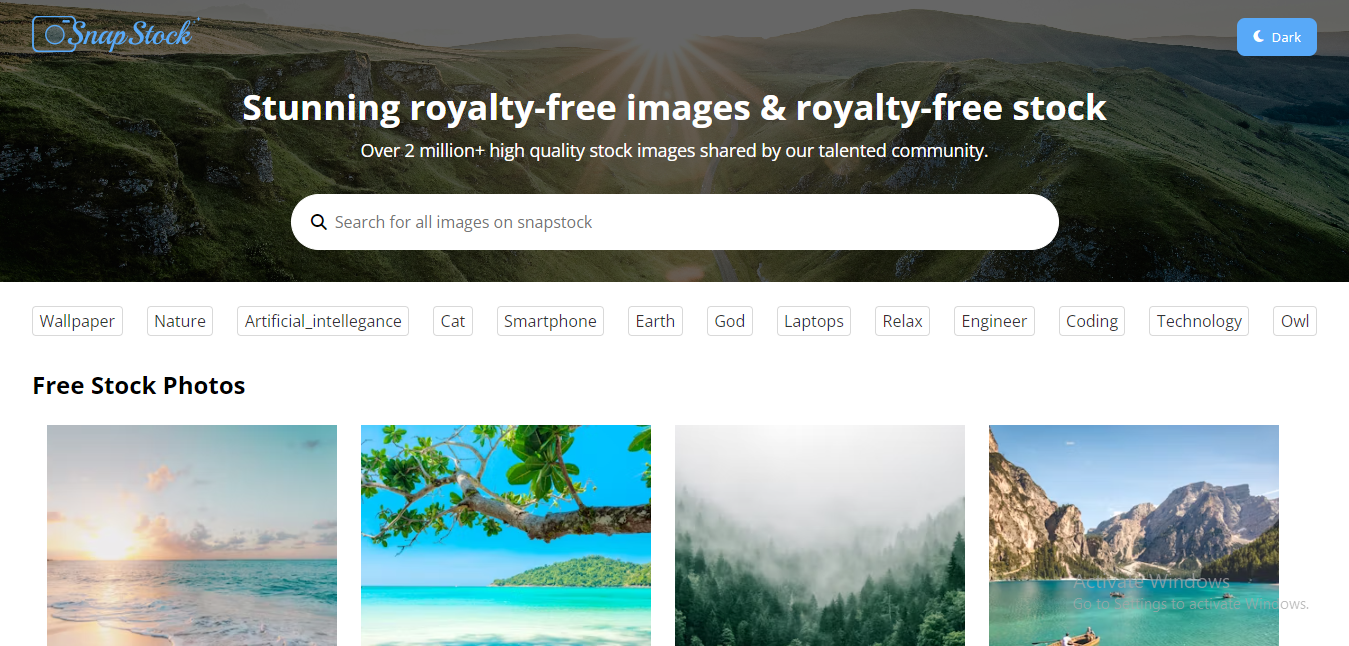 SnapStock
Dark
Stunning royalty-free images & royalty-free stock
Over 2 million+ high quality stock images shared by our talented community.
Search for all images on snapstock
Wallpaper Nature Artificial_intellegance Cat Smartphone Earth God Laptops Relax Engineer Coding Technology Owl
Free Stock Photos
Activate Windows
Go to Settings to activate Windows.